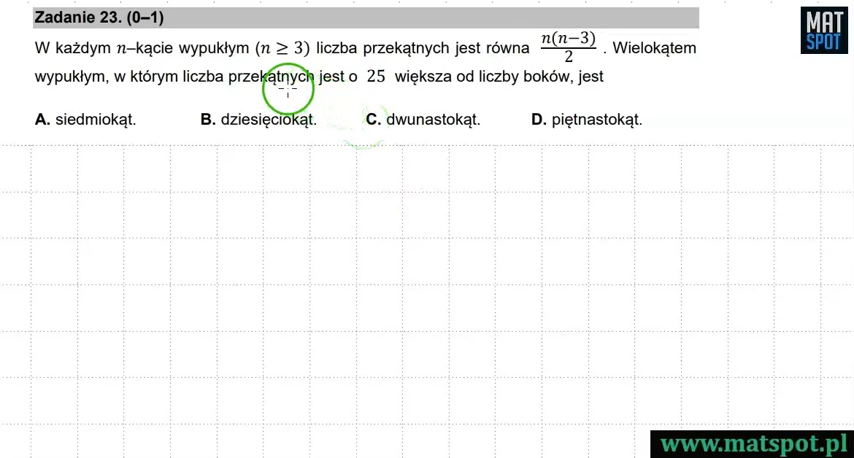 Zadanie 23. (0–1)
W każdym n–kącie wypukłym (n ≥ 3) liczba przekątnych jest równa n(n−3)/2 . Wielokątem
wypukłym, w którym liczba przekątnych jest o 25 większa od liczby boków, jest
A. siedmiokąt. B. dziesięciokąt. C. dwunastokąt. D. piętnastokąt.
MAT
SPOT
www.matspot.pl